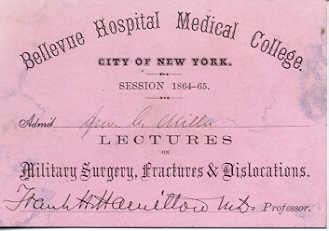 Bellevue Hospital Medical College.
CITY OF NEW YORK.
SESSION 1864-65.
Admit
LECTURES
ON
Military Surgery, Fractures & Dislocations.
Frank H. Hamilton M.D. Professor.